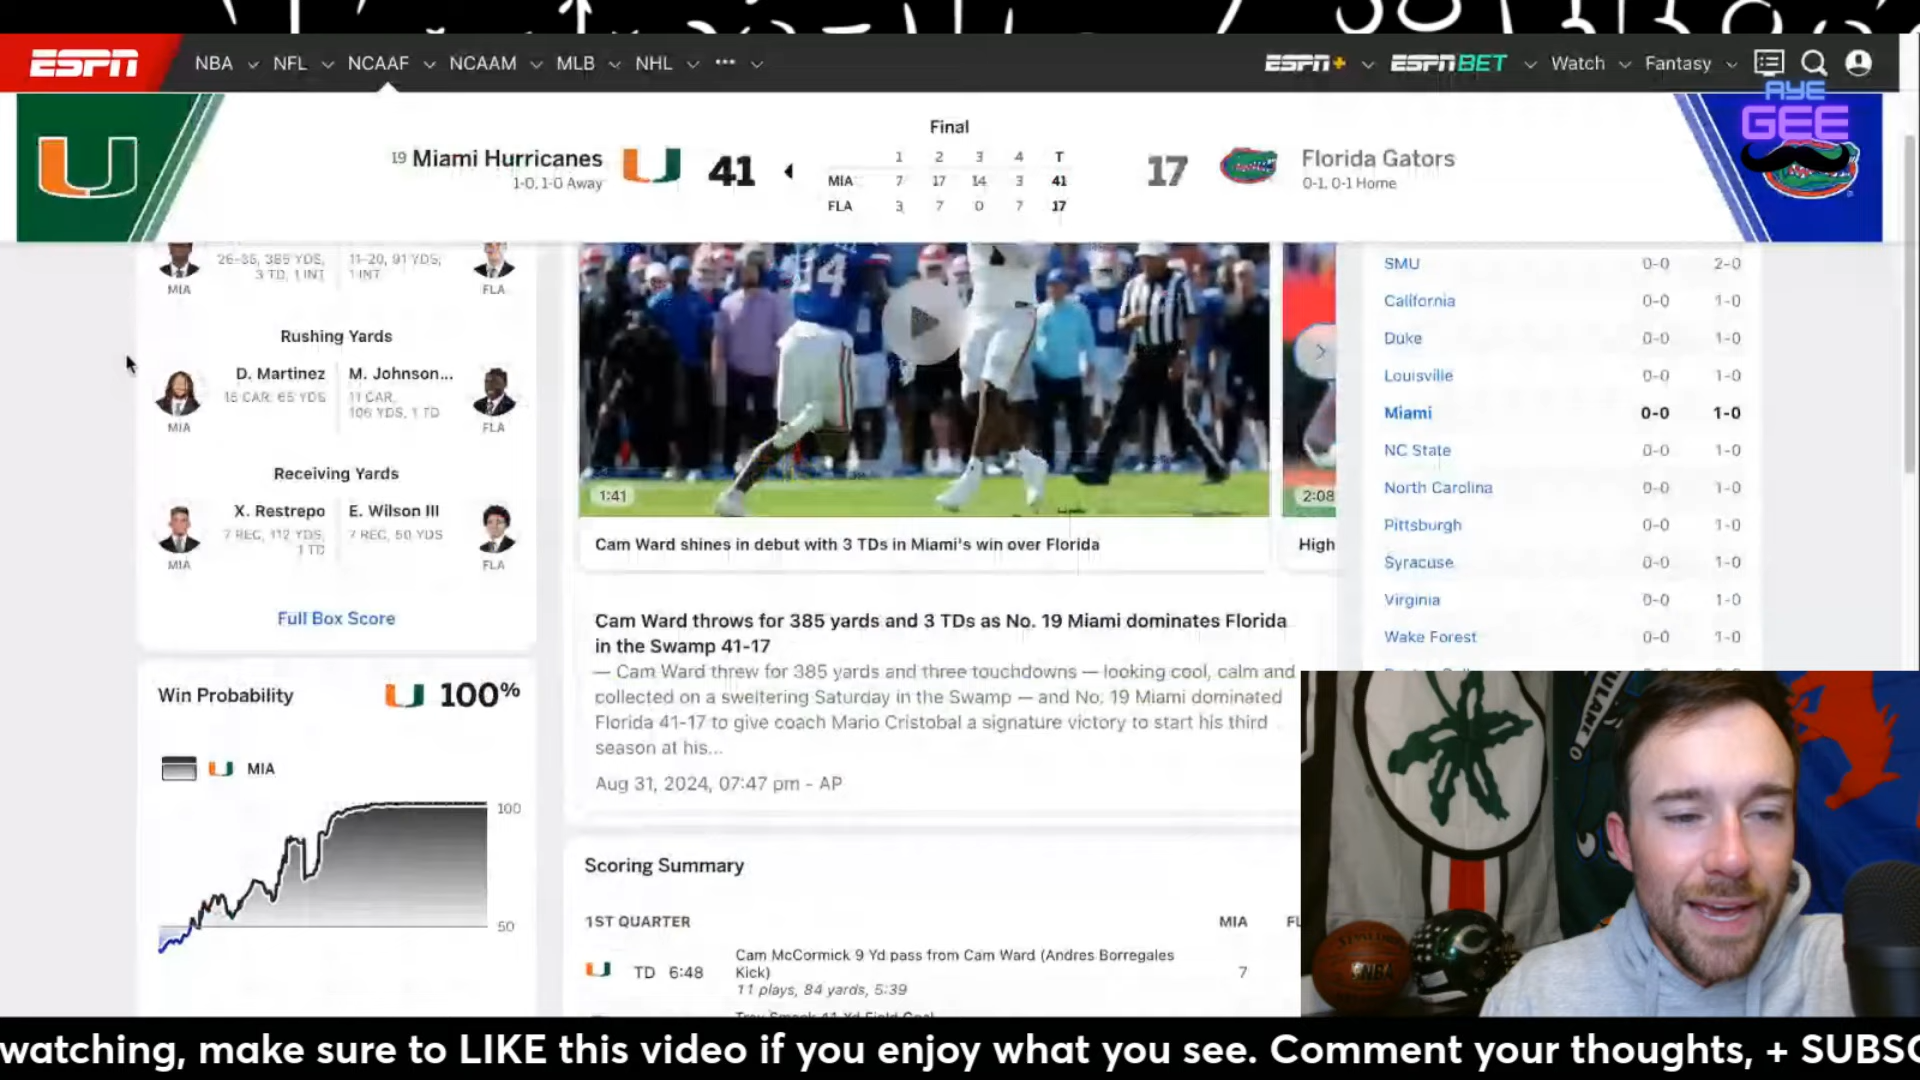 ESPN NBA NFL NCAAF NCAAM MLB NHL ESPN+ ESPN BET Watch Fantasy
AYE
GEE
Final
19 Miami Hurricanes
1-0, 1-0 Away
41
1 2 3 4 T
MIA 7 17 14 3 41
FLA 3 7 0 7 17
17
Florida Gators
0-1, 0-1 Home
26-35, 385 YDS,
3 TD, 1 INT
11-20, 91 YDS,
1 INT
MIA FLA
Rushing Yards
D. Martinez
15 CAR, 65 YDS
M. Johnson...
11 CAR,
106 YDS, 1 TD
MIA FLA
Receiving Yards
X. Restrepo
7 REC, 112 YDS,
1 TD
E. Wilson III
7 REC, 50 YDS
MIA FLA
Full Box Score
Win Probability 100%
MIA
100
50
14
1:41
2:08
Cam Ward shines in debut with 3 TDs in Miami's win over Florida
High
Cam Ward throws for 385 yards and 3 TDs as No. 19 Miami dominates Florida
in the Swamp 41-17
— Cam Ward threw for 385 yards and three touchdowns — looking cool, calm and
collected on a sweltering Saturday in the Swamp — and No. 19 Miami dominated
Florida 41-17 to give coach Mario Cristobal a signature victory to start his third
season at his...
Aug 31, 2024, 07:47 pm - AP
Scoring Summary
1ST QUARTER MIA FL
TD 6:48
Cam McCormick 9 Yd pass from Cam Ward (Andres Borregales
Kick)
11 plays, 84 yards, 5:39
7
SMU 0-0 2-0
California 0-0 1-0
Duke 0-0 1-0
Louisville 0-0 1-0
Miami 0-0 1-0
NC State 0-0 1-0
North Carolina 0-0 1-0
Pittsburgh 0-0 1-0
Syracuse 0-0 1-0
Virginia 0-0 1-0
Wake Forest 0-0 1-0
NBA
watching, make sure to LIKE this video if you enjoy what you see. Comment your thoughts, + SUBSC